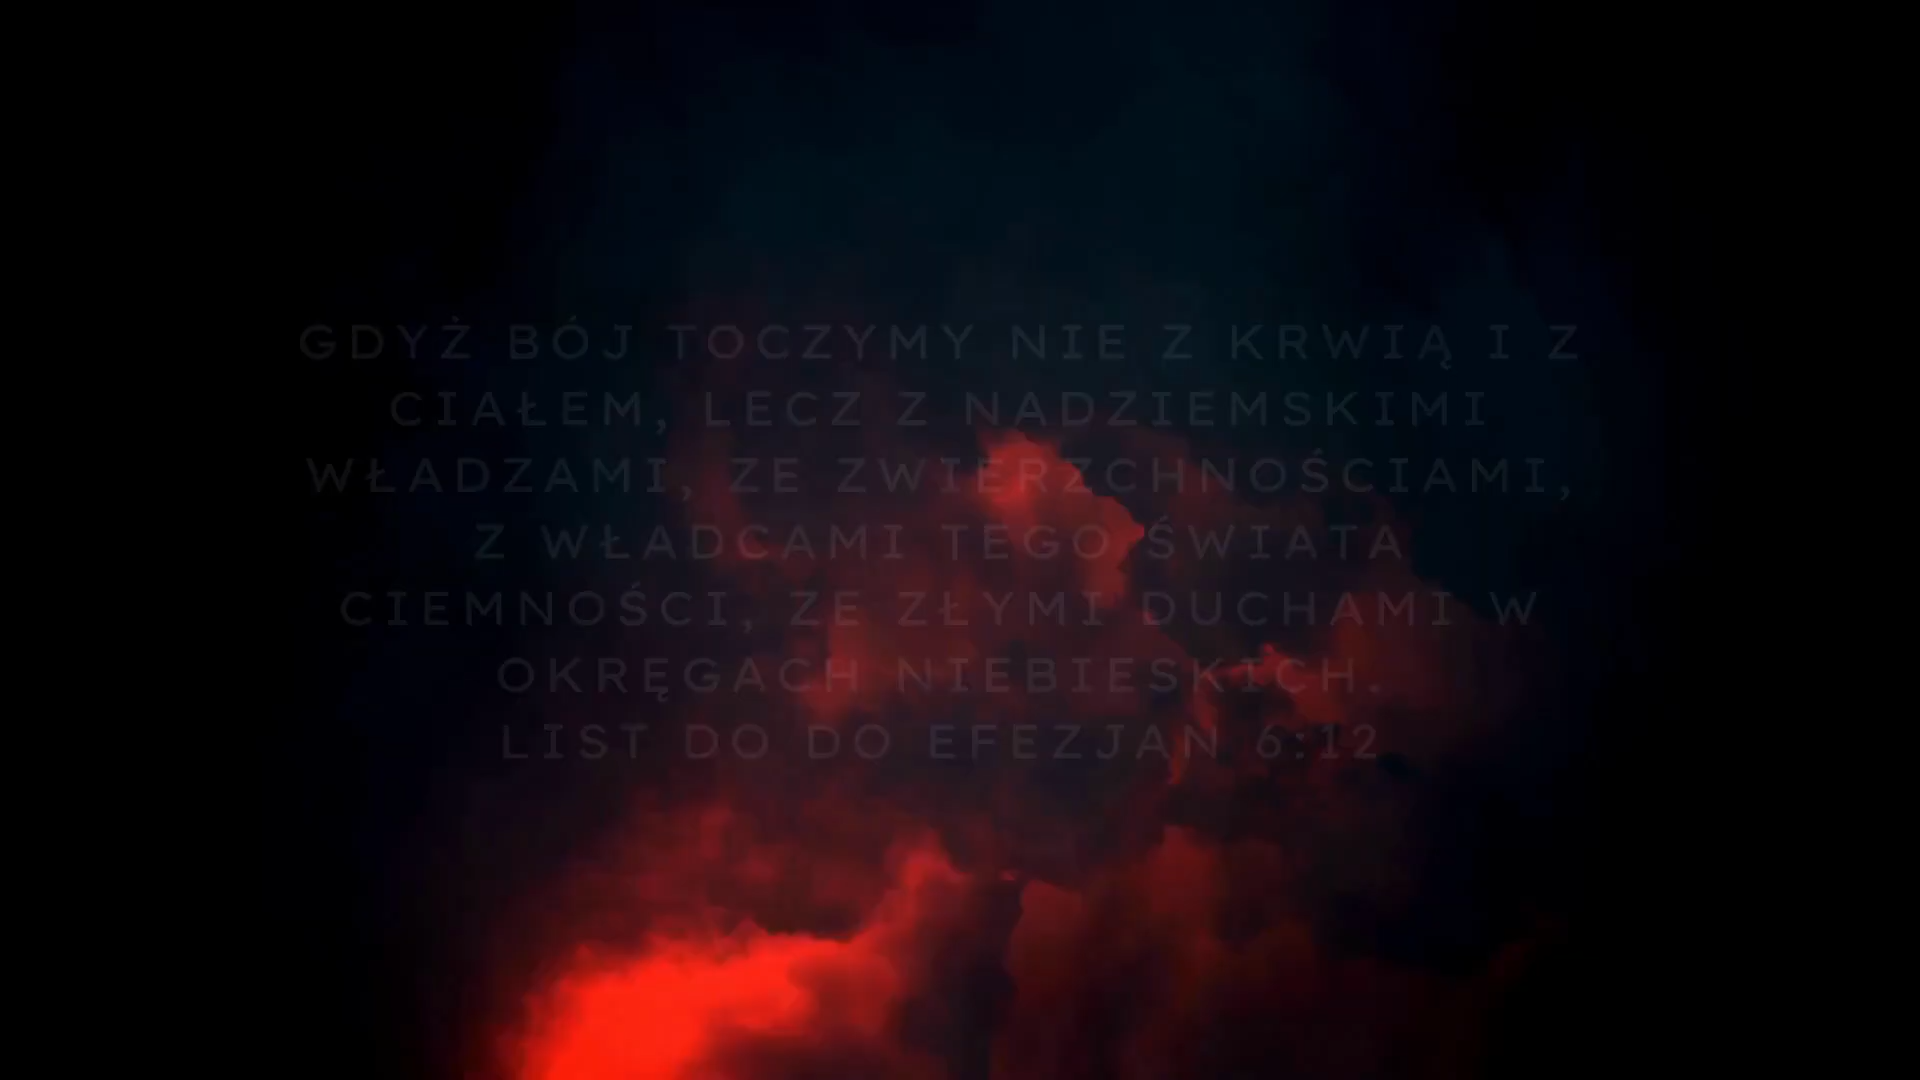 GDYŻ BÓJ TOCZYMY NIE Z KRWIĄ I Z
CIAŁEM, LECZ Z NADZIEMSKIMI
WŁADZAMI, ZE ZWIERZCHNOŚCIAMI,
Z WŁADCAMI TEGO ŚWIATA
CIEMNOŚCI, ZE ZŁYMI DUCHAMI W
OKRĘGACH NIEBIESKICH.
LIST DO DO EFEZJAN 6:12